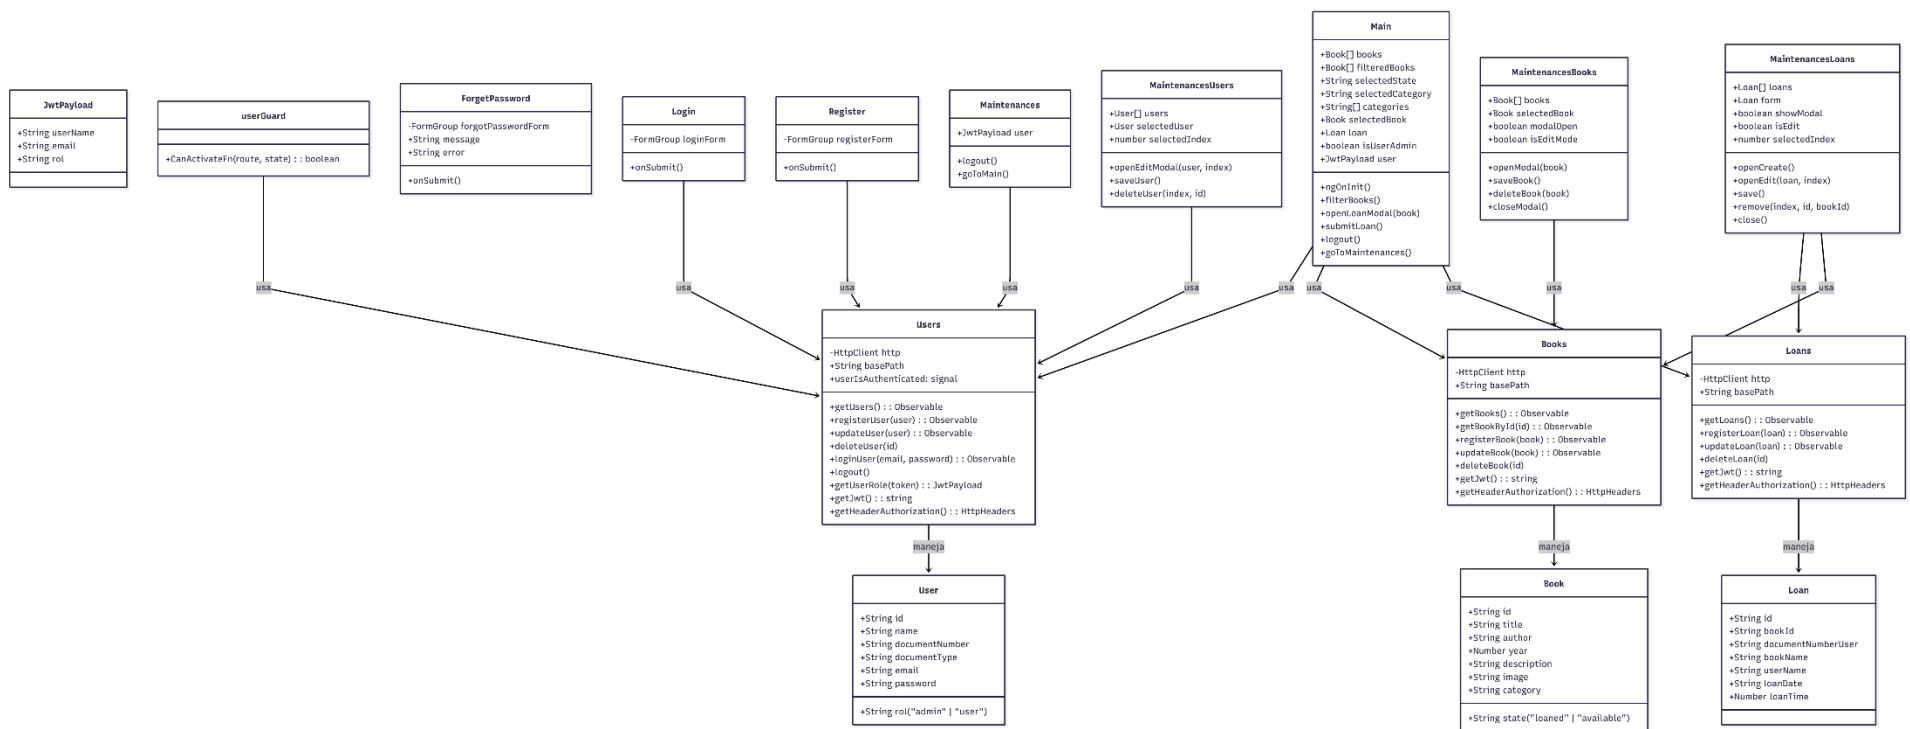 JwtPayload
+String userName
+String email
+String rol
userGuard
+CanActivateFn(route, state) : : boolean
ForgetPassword
-FormGroup forgotPasswordForm
+String message
+String error
+onSubmit()
Login
-FormGroup loginForm
+onSubmit()
Register
-FormGroup registerForm
+onSubmit()
Maintenances
+JwtPayload user
+logout()
+goToMain()
MaintenancesUsers
+User[] users
+User selectedUser
+number selectedIndex
+openEditModal(user, index)
+saveUser()
+deleteUser(index, id)
Main
+Book[] books
+Book[] filteredBooks
+String selectedState
+String selectedCategory
+String[] categories
+Book selectedBook
+Loan loan
+boolean isUserAdmin
+JwtPayload user
+ngOnInit()
+filterBooks()
+openLoanModal(book)
+submitLoan()
+logout()
+goToMaintenances()
MaintenancesBooks
+Book[] books
+Book selectedBook
+boolean modalOpen
+boolean isEditMode
+openModal(book)
+saveBook()
+deleteBook(book)
+closeModal()
MaintenancesLoans
+Loan[] loans
+Loan form
+boolean showModal
+boolean isEdit
+number selectedIndex
+openCreate()
+openEdit(loan, index)
+save()
+remove(index, id, bookId)
+close()
usa
usa
usa
usa
usa
usa
usa
usa
usa
usa
usa
Users
-HttpClient http
+String basePath
+userIsAuthenticated: signal
+getUsers() : : Observable
+registerUser(user) : : Observable
+updateUser(user) : : Observable
+deleteUser(id)
+loginUser(email, password) : : Observable
+logout()
+getUserRole(token) : : JwtPayload
+getJwt() : : string
+getHeaderAuthorization() : : HttpHeaders
Books
-HttpClient http
+String basePath
+getBooks() : : Observable
+getBookById(id) : : Observable
+registerBook(book) : : Observable
+updateBook(book) : : Observable
+deleteBook(id)
+getJwt() : : string
+getHeaderAuthorization() : : HttpHeaders
Loans
-HttpClient http
+String basePath
+getLoans() : : Observable
+registerLoan(loan) : : Observable
+updateLoan(loan) : : Observable
+deleteLoan(id)
+getJwt() : : string
+getHeaderAuthorization() : : HttpHeaders
maneja
maneja
maneja
User
+String id
+String name
+String documentNumber
+String documentType
+String email
+String password
+String rol("admin" | "user")
Book
+String id
+String title
+String author
+Number year
+String description
+String image
+String category
+String state("loaned" | "available")
Loan
+String id
+String bookId
+String documentNumberUser
+String bookName
+String userName
+String loanDate
+Number loanTime